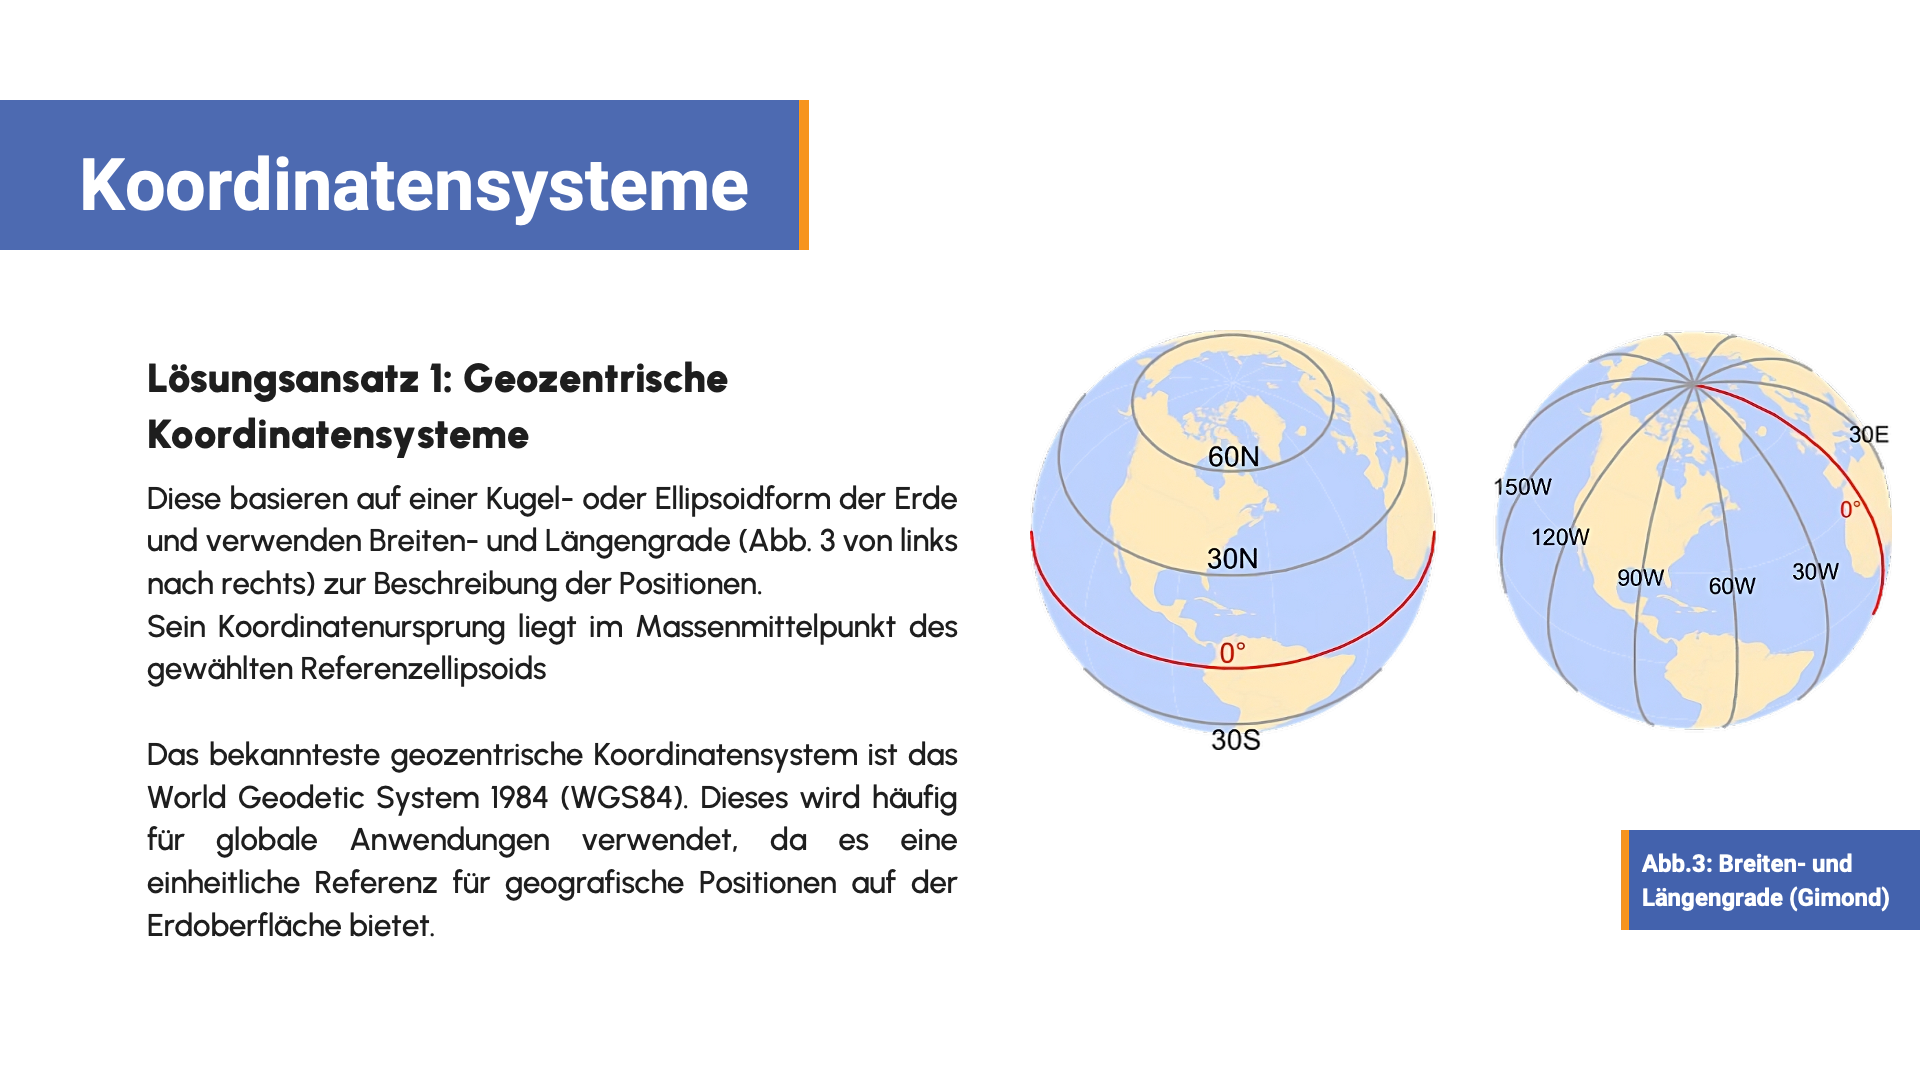 Koordinatensysteme
Lösungsansatz 1: Geozentrische
Koordinatensysteme
Diese basieren auf einer Kugel- oder Ellipsoidform der Erde
und verwenden Breiten- und Längengrade (Abb. 3 von links
nach rechts) zur Beschreibung der Positionen.
Sein Koordinatenursprung liegt im Massenmittelpunkt des
gewählten Referenzellipsoids
Das bekannteste geozentrische Koordinatensystem ist das
World Geodetic System 1984 (WGS84). Dieses wird häufig
für globale Anwendungen verwendet, da es eine
einheitliche Referenz für geografische Positionen auf der
Erdoberfläche bietet.
60N
30N
0°
30S
30E
150W
0°
120W
90W
60W
30W
Abb.3: Breiten- und
Längengrade (Gimond)